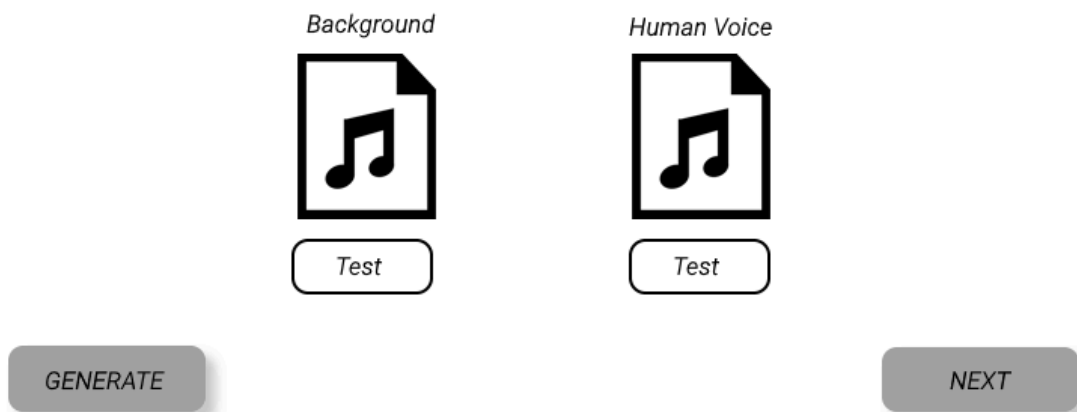 Background
Human Voice
Test
Test
GENERATE
NEXT